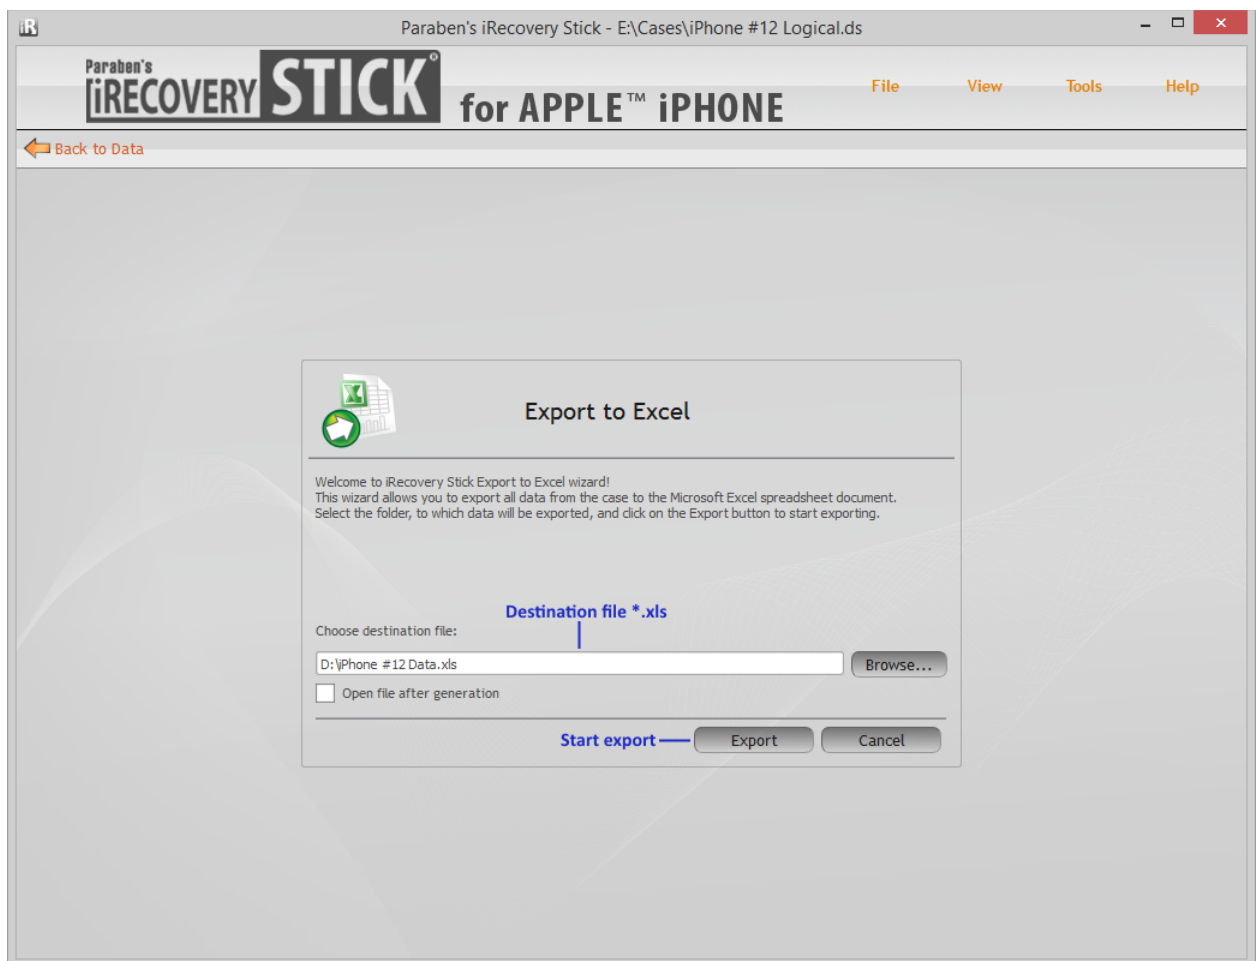 iR
Paraben's iRecovery Stick - E:\Cases\iPhone #12 Logical.ds
Paraben's
iRECOVERY STICK® for APPLE™ iPHONE
File View Tools Help
Back to Data
Export to Excel
Welcome to iRecovery Stick Export to Excel wizard!
This wizard allows you to export all data from the case to the Microsoft Excel spreadsheet document.
Select the folder, to which data will be exported, and click on the Export button to start exporting.
Destination file *.xls
Choose destination file:
D:\iPhone #12 Data.xls
Browse...
Open file after generation
Start export
Export
Cancel